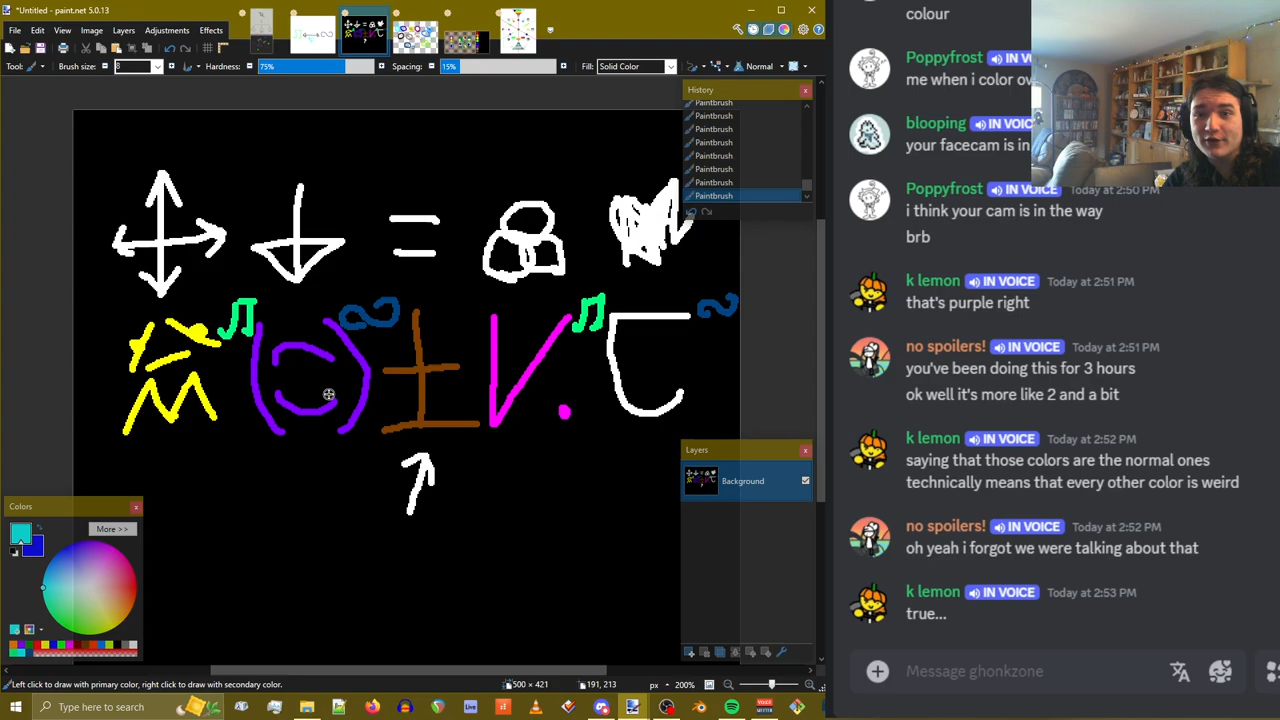 *Untitled - paint.net 5.0.13
File Edit View Image Layers Adjustments Effects
Tool: Brush size: 8 Hardness: 75% Spacing: 15% Fill: Solid Color Normal
History
Paintbrush
Paintbrush
Paintbrush
Paintbrush
Paintbrush
Paintbrush
Paintbrush
Paintbrush
Layers
Background
Colors
More >>
Left click to draw with primary color, right click to draw with secondary color.
500 × 421
191, 213
px
200%
Type here to search
Live
colour
Poppyfrost IN V
me when i color ov
blooping IN VO
your facecam is in
Poppyfrost IN VOICE Today at 2:50 PM
i think your cam is in the way
brb
k lemon IN VOICE Today at 2:51 PM
that's purple right
no spoilers! IN VOICE Today at 2:51 PM
you've been doing this for 3 hours
ok well it's more like 2 and a bit
k lemon IN VOICE Today at 2:52 PM
saying that those colors are the normal ones
technically means that every other color is weird
no spoilers! IN VOICE Today at 2:52 PM
oh yeah i forgot we were talking about that
k lemon IN VOICE Today at 2:53 PM
true...
Message ghonkzone